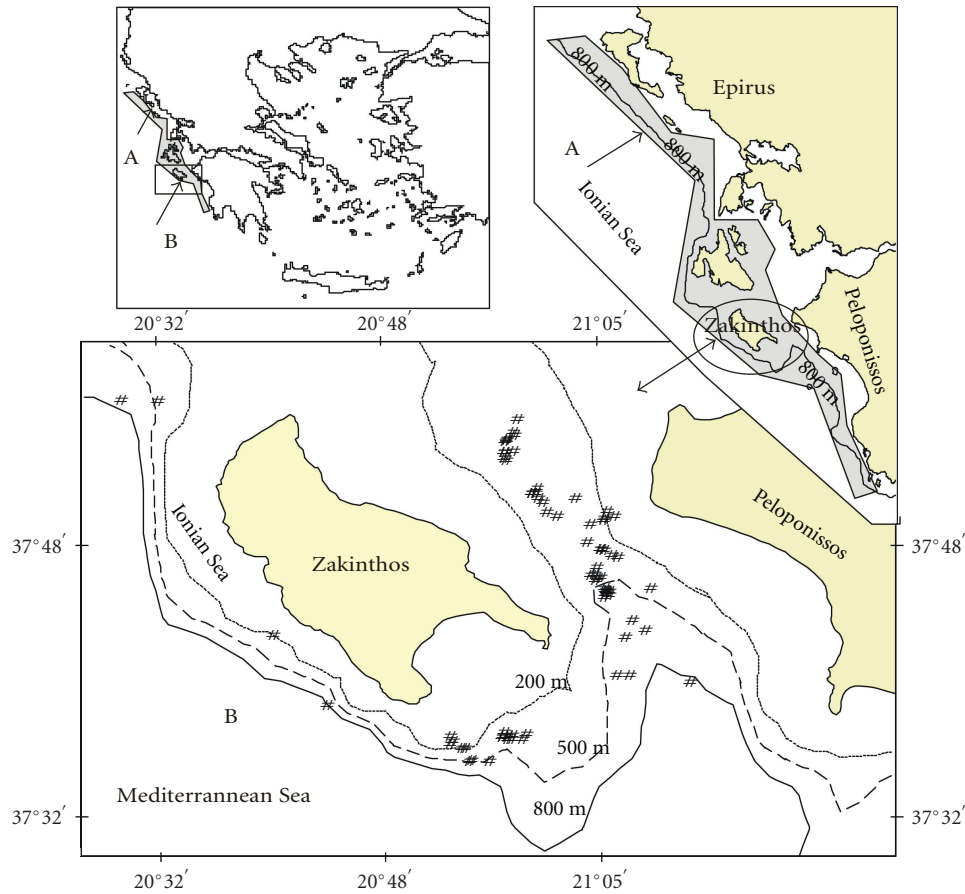 A
B
800 m
Epirus
A
800 m
Ionian Sea
Zakinthos
Peloponissos
800 m
20°32′
20°48′
21°05′
Ionian Sea
Peloponissos
37°48′
37°48′
Zakinthos
200 m
B
500 m
Mediterrannean Sea
800 m
37°32′
37°32′
20°32′
20°48′
21°05′